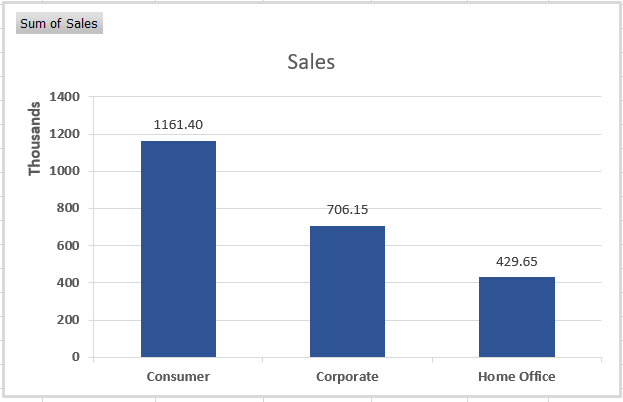 Sum of Sales
Sales
Thousands
1400
1200
1000
800
600
400
200
0
1161.40
706.15
429.65
Consumer
Corporate
Home Office